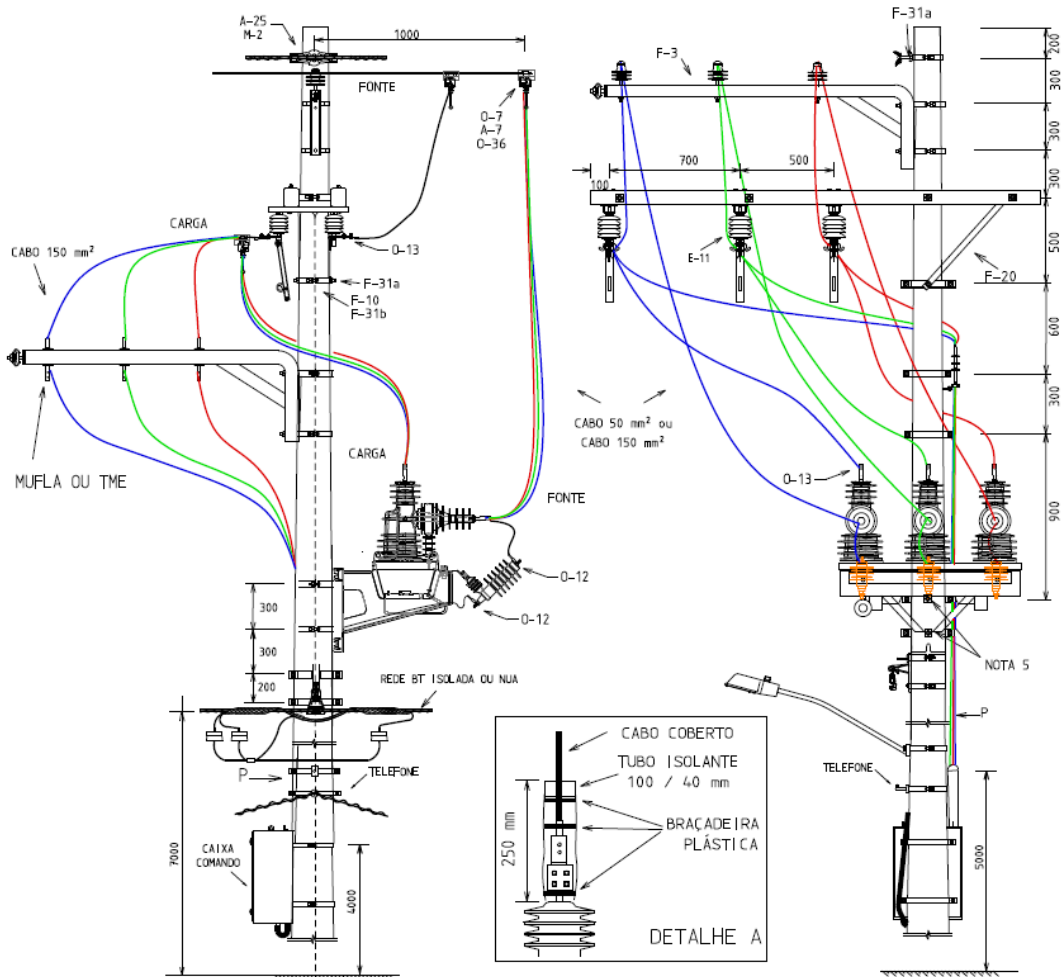 A-25
M-2
1000
FONTE
O-7
A-7
O-36
CARGA
CABO 150 mm²
O-13
F-31a
F-10
F-31b
MUFLA OU TME
CARGA
FONTE
O-12
O-12
300
300
200
REDE BT ISOLADA OU NUA
P
TELEFONE
7000
CAIXA
COMANDO
4000
F-31a
F-3
200
300
300
300
700
500
100
500
E-11
F-20
600
300
CABO 50 mm² ou
CABO 150 mm²
O-13
900
NOTA 5
P
TELEFONE
5000
CABO COBERTO
TUBO ISOLANTE
100 / 40 mm
250 mm
BRAÇADEIRA
PLÁSTICA
DETALHE A